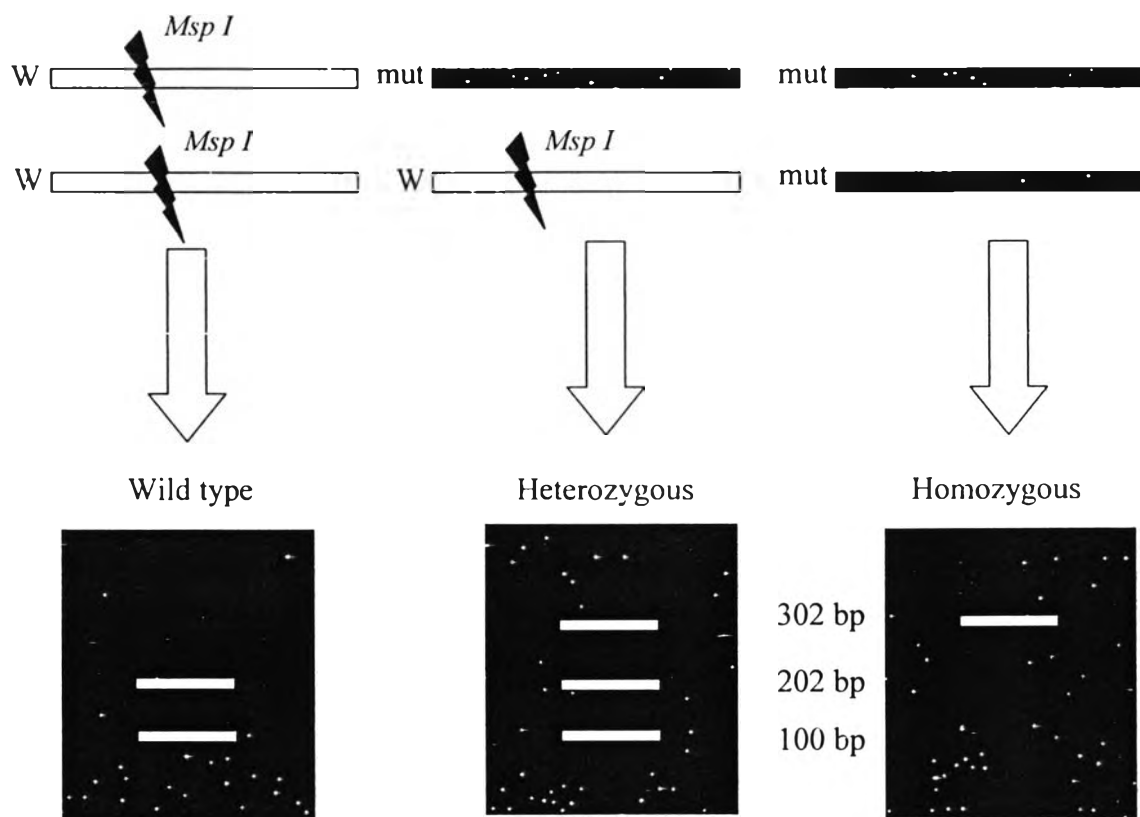 Msp I
W
mut
mut
Msp I
Msp I
W
W
mut
Wild type
Heterozygous
Homozygous
302 bp
202 bp
100 bp